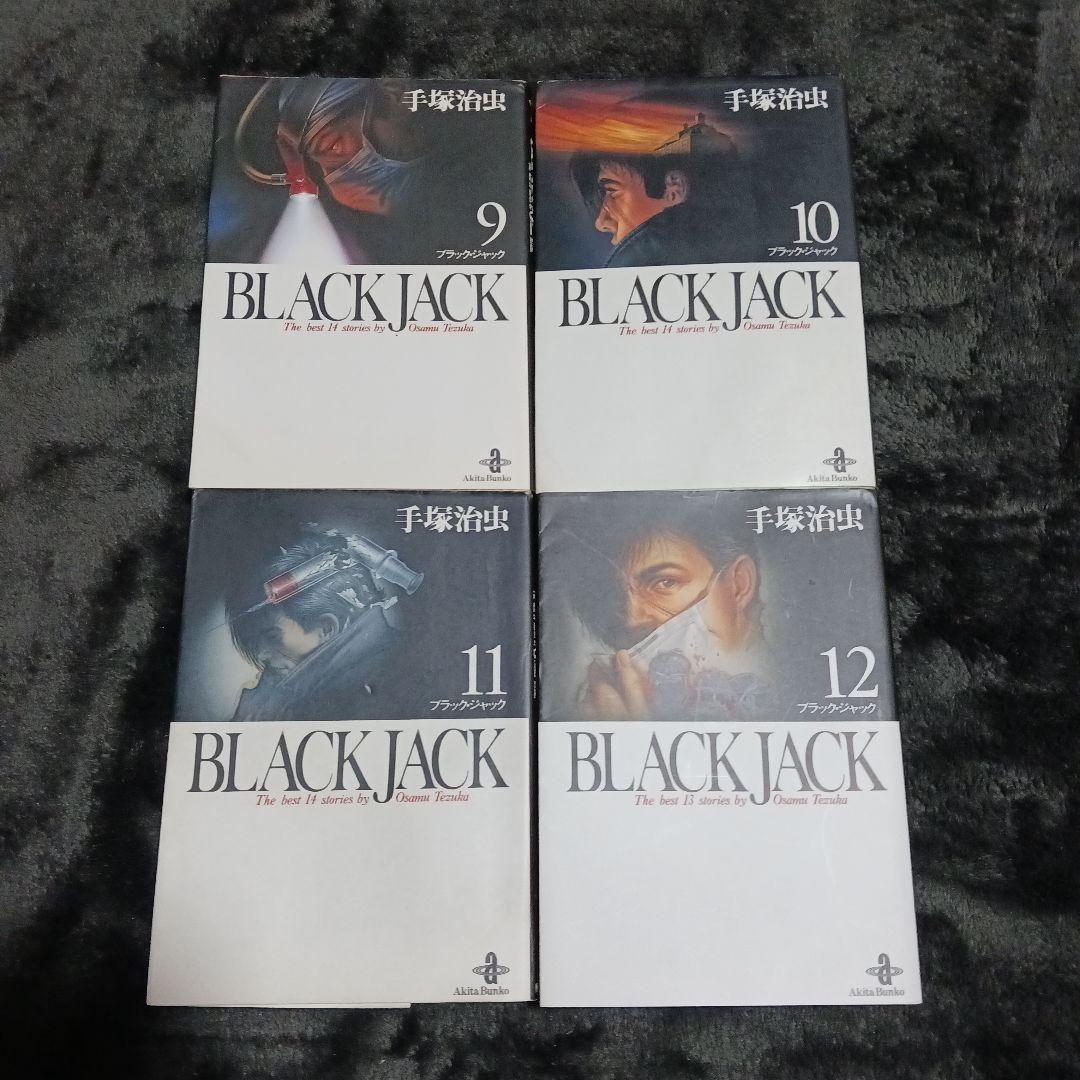 手塚治虫
9
ブラック・ジャック
BLACK JACK
The best 14 stories by Osamu Tezuka
a
Akita Bunko
手塚治虫
10
ブラック・ジャック
BLACK JACK
The best 14 stories by Osamu Tezuka
a
Akita Bunko
手塚治虫
11
ブラック・ジャック
BLACK JACK
The best 14 stories by Osamu Tezuka
a
Akita Bunko
手塚治虫
12
ブラック・ジャック
BLACK JACK
The best 13 stories by Osamu Tezuka
a
Akita Bunko